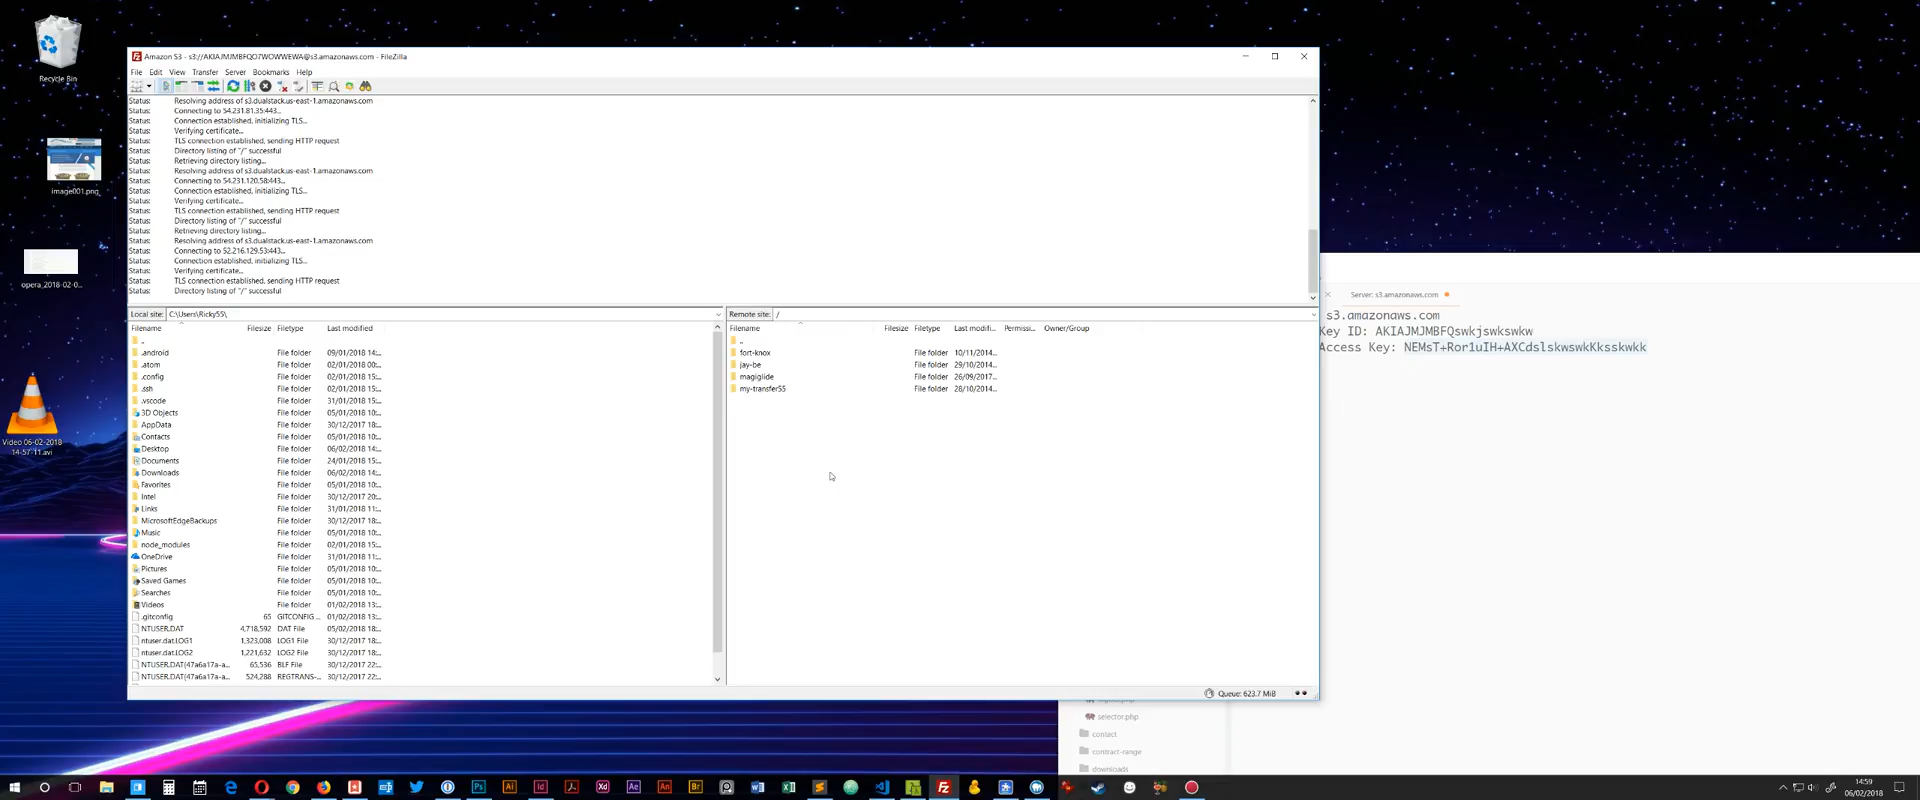 Recycle Bin
image001.png
opera_2018-02-0...
Video 06-02-2018
14-57-11.avi
Amazon S3 - s3://AKIAJMJMBFQO7WOWWEWA@s3.amazonaws.com - FileZilla
File Edit View Transfer Server Bookmarks Help
Status: Resolving address of s3.dualstack.us-east-1.amazonaws.com
Status: Connecting to 54.231.81.35:443...
Status: Connection established, initializing TLS...
Status: Verifying certificate...
Status: TLS connection established, sending HTTP request
Status: Directory listing of "/" successful
Status: Retrieving directory listing...
Status: Resolving address of s3.dualstack.us-east-1.amazonaws.com
Status: Connecting to 54.231.120.58:443...
Status: Connection established, initializing TLS...
Status: Verifying certificate...
Status: TLS connection established, sending HTTP request
Status: Directory listing of "/" successful
Status: Retrieving directory listing...
Status: Resolving address of s3.dualstack.us-east-1.amazonaws.com
Status: Connecting to 52.216.129.53:443...
Status: Connection established, initializing TLS...
Status: Verifying certificate...
Status: TLS connection established, sending HTTP request
Status: Directory listing of "/" successful
Local site: C:\Users\Ricky55\
Filename Filesize Filetype Last modified
..
.android File folder 09/01/2018 14:...
.atom File folder 02/01/2018 00:...
.config File folder 02/01/2018 15:...
.ssh File folder 02/01/2018 15:...
.vscode File folder 31/01/2018 15:...
3D Objects File folder 05/01/2018 10:...
AppData File folder 30/12/2017 18:...
Contacts File folder 05/01/2018 10:...
Desktop File folder 06/02/2018 14:...
Documents File folder 24/01/2018 15:...
Downloads File folder 06/02/2018 14:...
Favorites File folder 05/01/2018 10:...
Intel File folder 30/12/2017 20:...
Links File folder 31/01/2018 11:...
MicrosoftEdgeBackups File folder 30/12/2017 18:...
Music File folder 05/01/2018 10:...
node_modules File folder 02/01/2018 15:...
OneDrive File folder 31/01/2018 11:...
Pictures File folder 05/01/2018 10:...
Saved Games File folder 05/01/2018 10:...
Searches File folder 05/01/2018 10:...
Videos File folder 01/02/2018 13:...
.gitconfig 65 GITCONFIG ... 01/02/2018 13:...
NTUSER.DAT 4,718,592 DAT File 05/02/2018 18:...
ntuser.dat.LOG1 1,323,008 LOG1 File 30/12/2017 18:...
ntuser.dat.LOG2 1,221,632 LOG2 File 30/12/2017 18:...
NTUSER.DAT{47a6a17a-a... 65,536 BLF File 30/12/2017 22:...
NTUSER.DAT{47a6a17a-a... 524,288 REGTRANS-... 30/12/2017 18:...
Remote site: /
Filename Filesize Filetype Last modifi... Permissi... Owner/Group
..
fort-knox File folder 10/11/2014...
jay-be File folder 29/10/2014...
magiglide File folder 26/09/2017...
my-transfer55 File folder 28/10/2014...
Queue: 623.7 MiB
Server: s3.amazonaws.com
s3.amazonaws.com
Key ID: AKIAJMJMBFQswkjswkswkw
Access Key: NEMsT+Ror1uIH+AXCdslskwswkKksskwkk
selector.php
contact
contract-range
downloads
14:59
06/02/2018